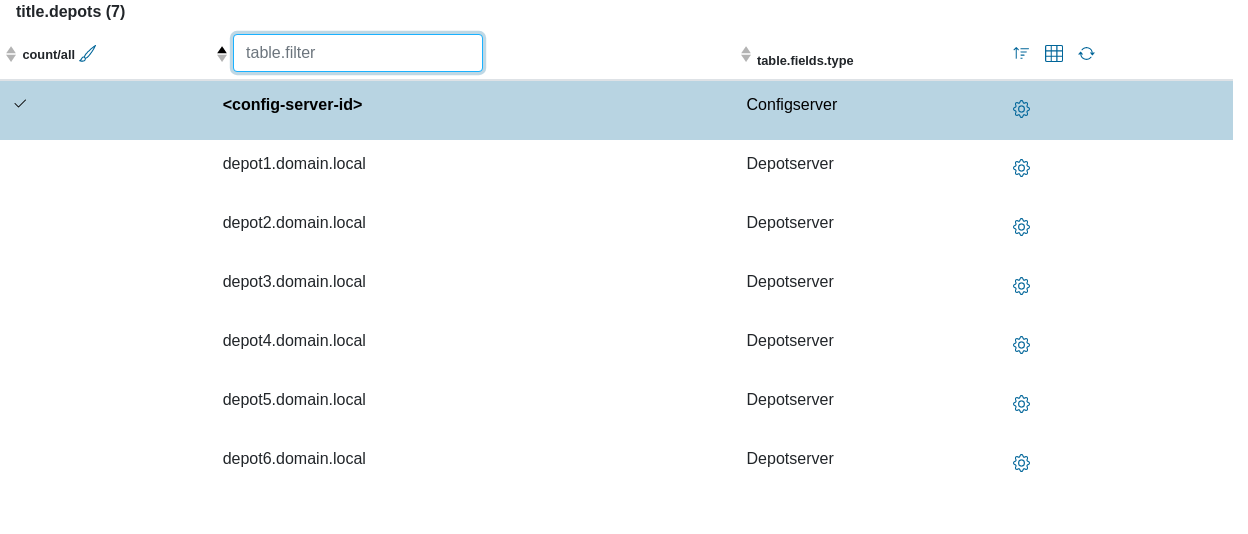 title.depots (7)
count/all table.filter table.fields.type
<config-server-id> Configserver
depot1.domain.local Depotserver
depot2.domain.local Depotserver
depot3.domain.local Depotserver
depot4.domain.local Depotserver
depot5.domain.local Depotserver
depot6.domain.local Depotserver